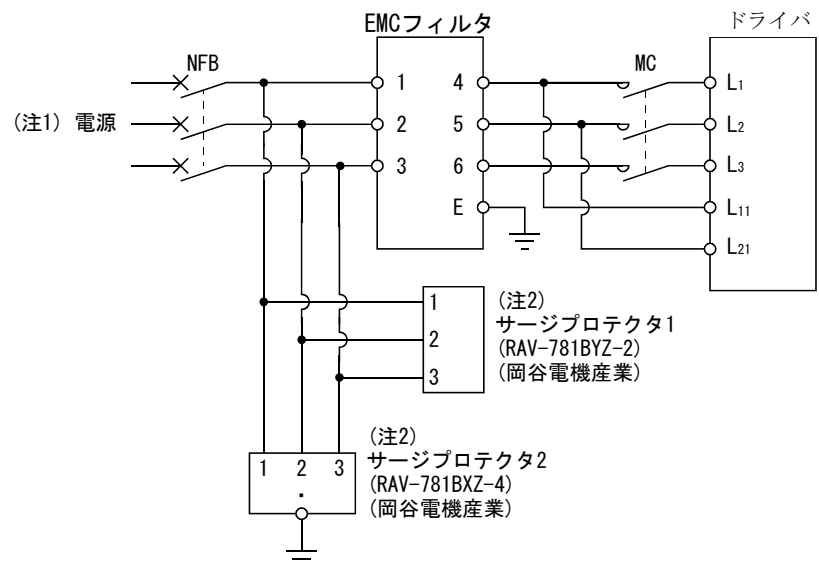 EMCフィルタ
ドライバ
NFB
MC
1
4
L1
(注1) 電源
2
5
L2
3
6
L3
E
L11
L21
1
2
3
(注2)
サージプロテクタ1
(RAV-781BYZ-2)
(岡谷電機産業)
1 2 3
(注2)
サージプロテクタ2
(RAV-781BXZ-4)
(岡谷電機産業)